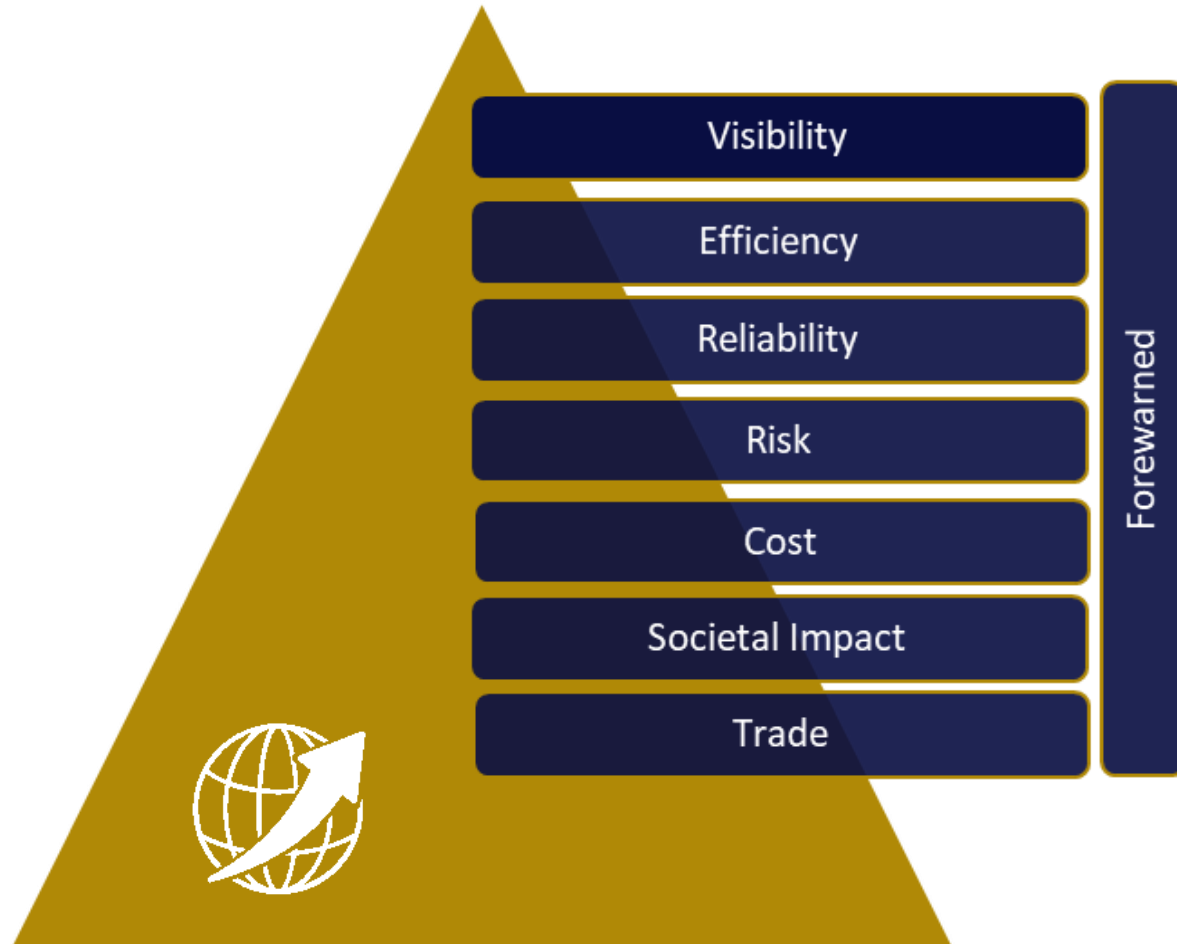 Visibility
Efficiency
Reliability
Risk
Cost
Societal Impact
Trade
Forewarned